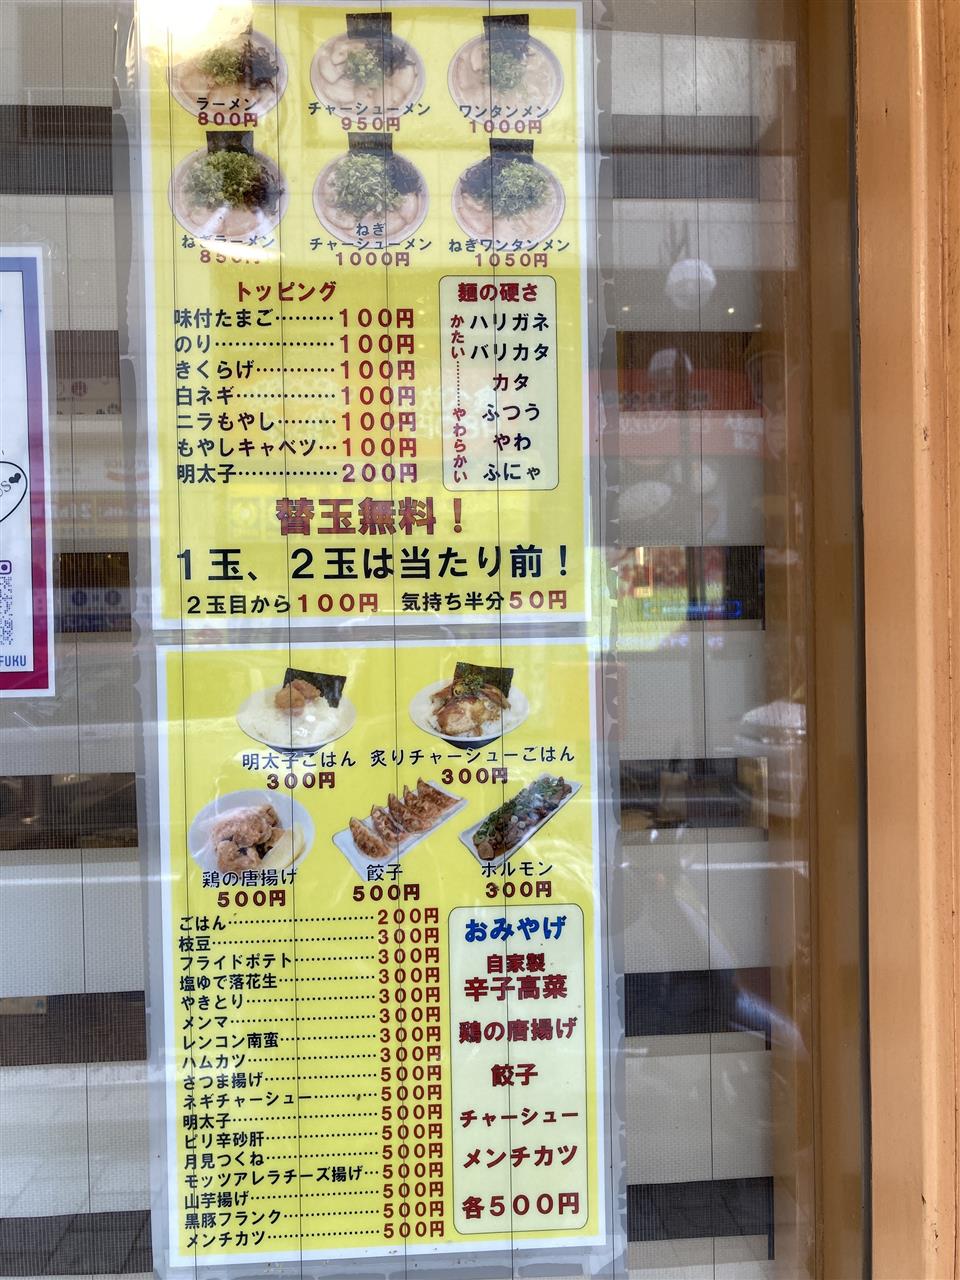 ラーメン
800円
チャーシューメン
950円
ワンタンメン
1000円
ねぎラーメン
850円
ねぎ
チャーシューメン
1000円
ねぎワンタンメン
1050円
トッピング
味付たまご………100円
のり………………100円
きくらげ…………100円
白ネギ……………100円
ニラもやし………100円
もやしキャベツ…100円
明太子……………200円
麺の硬さ
かたい………やわらかい
ハリガネ
バリカタ
カタ
ふつう
やわ
ふにゃ
替玉無料！
1玉、2玉は当たり前！
2玉目から100円 気持ち半分50円
明太子ごはん
300円
炙りチャーシューごはん
300円
鶏の唐揚げ
500円
餃子
500円
ホルモン
300円
ごはん……………………200円
枝豆………………………300円
フライドポテト…………300円
塩ゆで落花生……………300円
やきとり…………………300円
メンマ……………………300円
レンコン南蛮……………300円
ハムカツ…………………300円
さつま揚げ………………500円
ネギチャーシュー………500円
明太子……………………500円
ピリ辛砂肝………………500円
月見つくね………………500円
モッツアレラチーズ揚げ…500円
山芋揚げ…………………500円
黒豚フランク……………500円
メンチカツ………………500円
おみやげ
自家製
辛子高菜
鶏の唐揚げ
餃子
チャーシュー
メンチカツ
各500円
FUKU